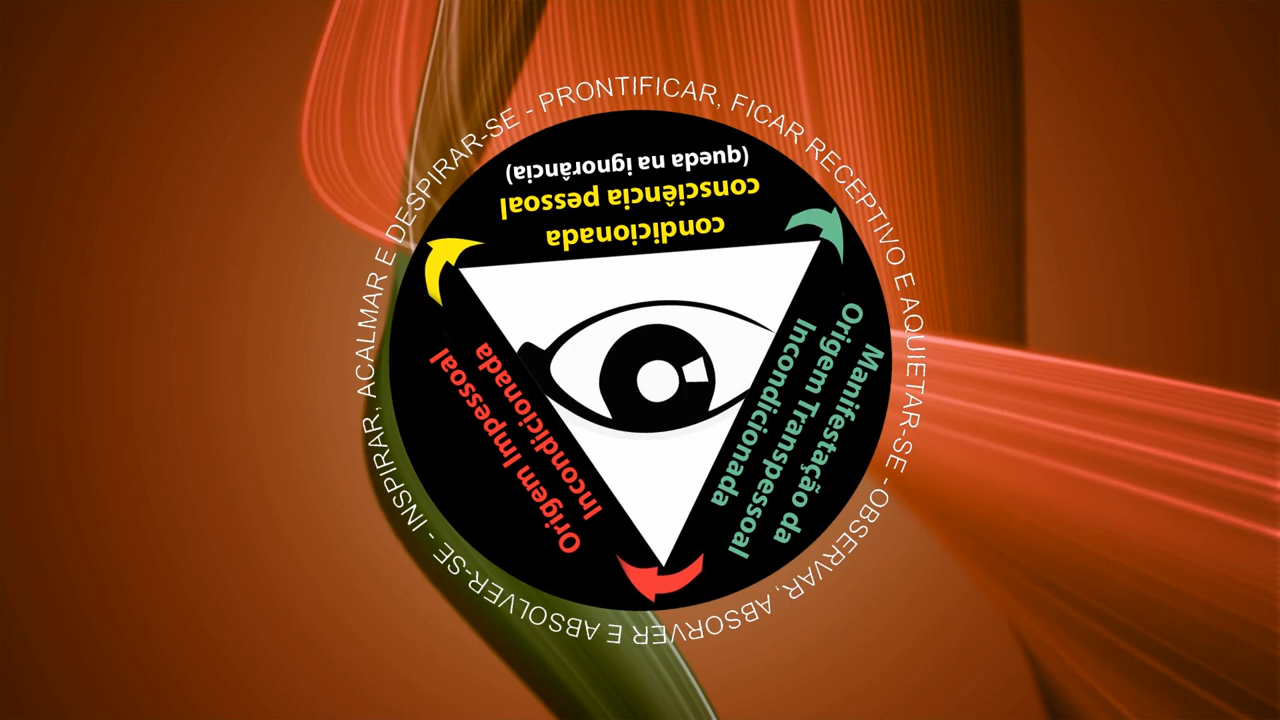 PRONTIFICAR, FICAR RECEPTIVO E AQUIETAR-SE - OBSERVAR, ABSORVER E ABSOLVER-SE - INSPIRAR, ACALMAR E DESPIRAR-SE -
condicionada
consciência pessoal
(queda na ignorância)
Manifestação da
Origem Transpessoal
Incondicionada
Origem Impessoal
Incondicionada